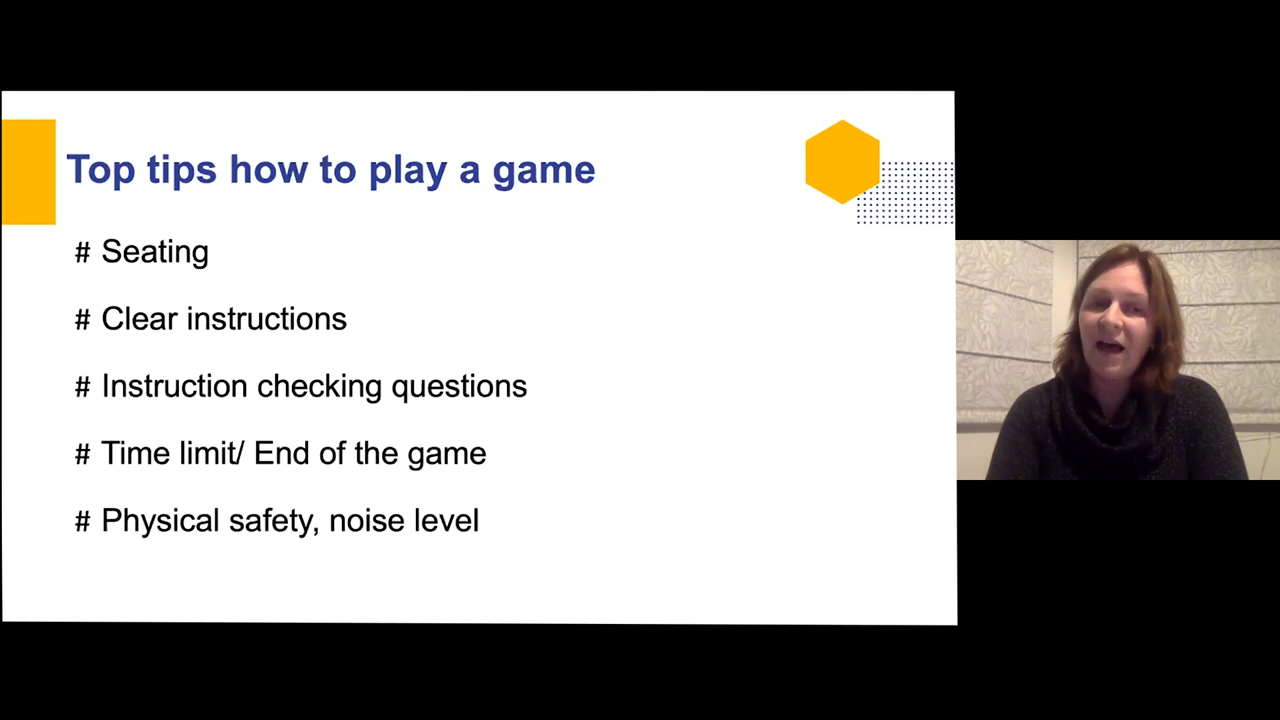 Top tips how to play a game
# Seating
# Clear instructions
# Instruction checking questions
# Time limit/ End of the game
# Physical safety, noise level